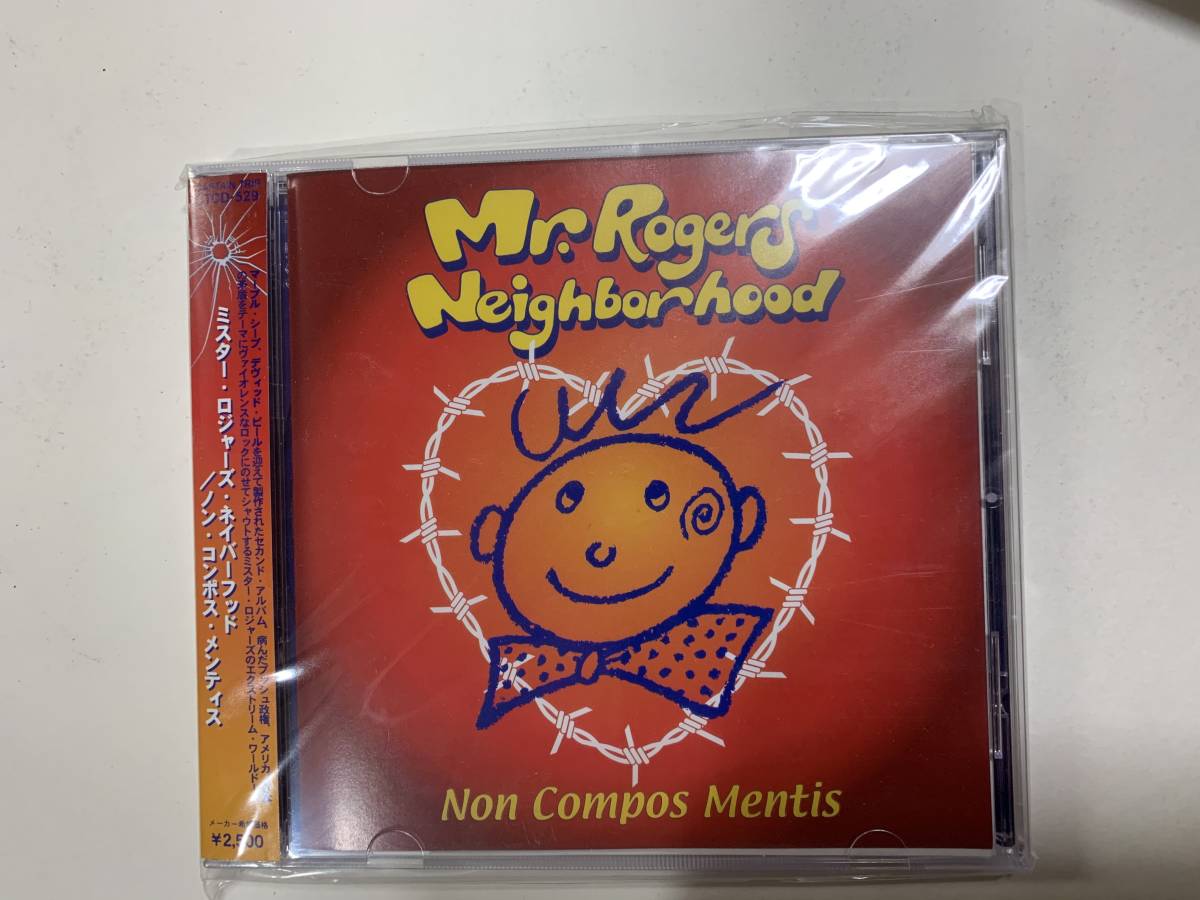 Mr. Rogers
Neighborhood
Non Compos Mentis
CAPTAIN TRIP
TCD-529
マーブル・シープ、デヴィッド・ピールを迎えて製作されたセカンド・アルバム。病んだブッシュ政権、アメリカ
をテーマにヴァイオレンスなロックにのせてシャウトするミスター・ロジャーズのエクストリーム・ワールド
ミスター・ロジャーズ・ネイバーフッド
／ノン・コンポス・メンティス
メーカー希望価格
¥2,500